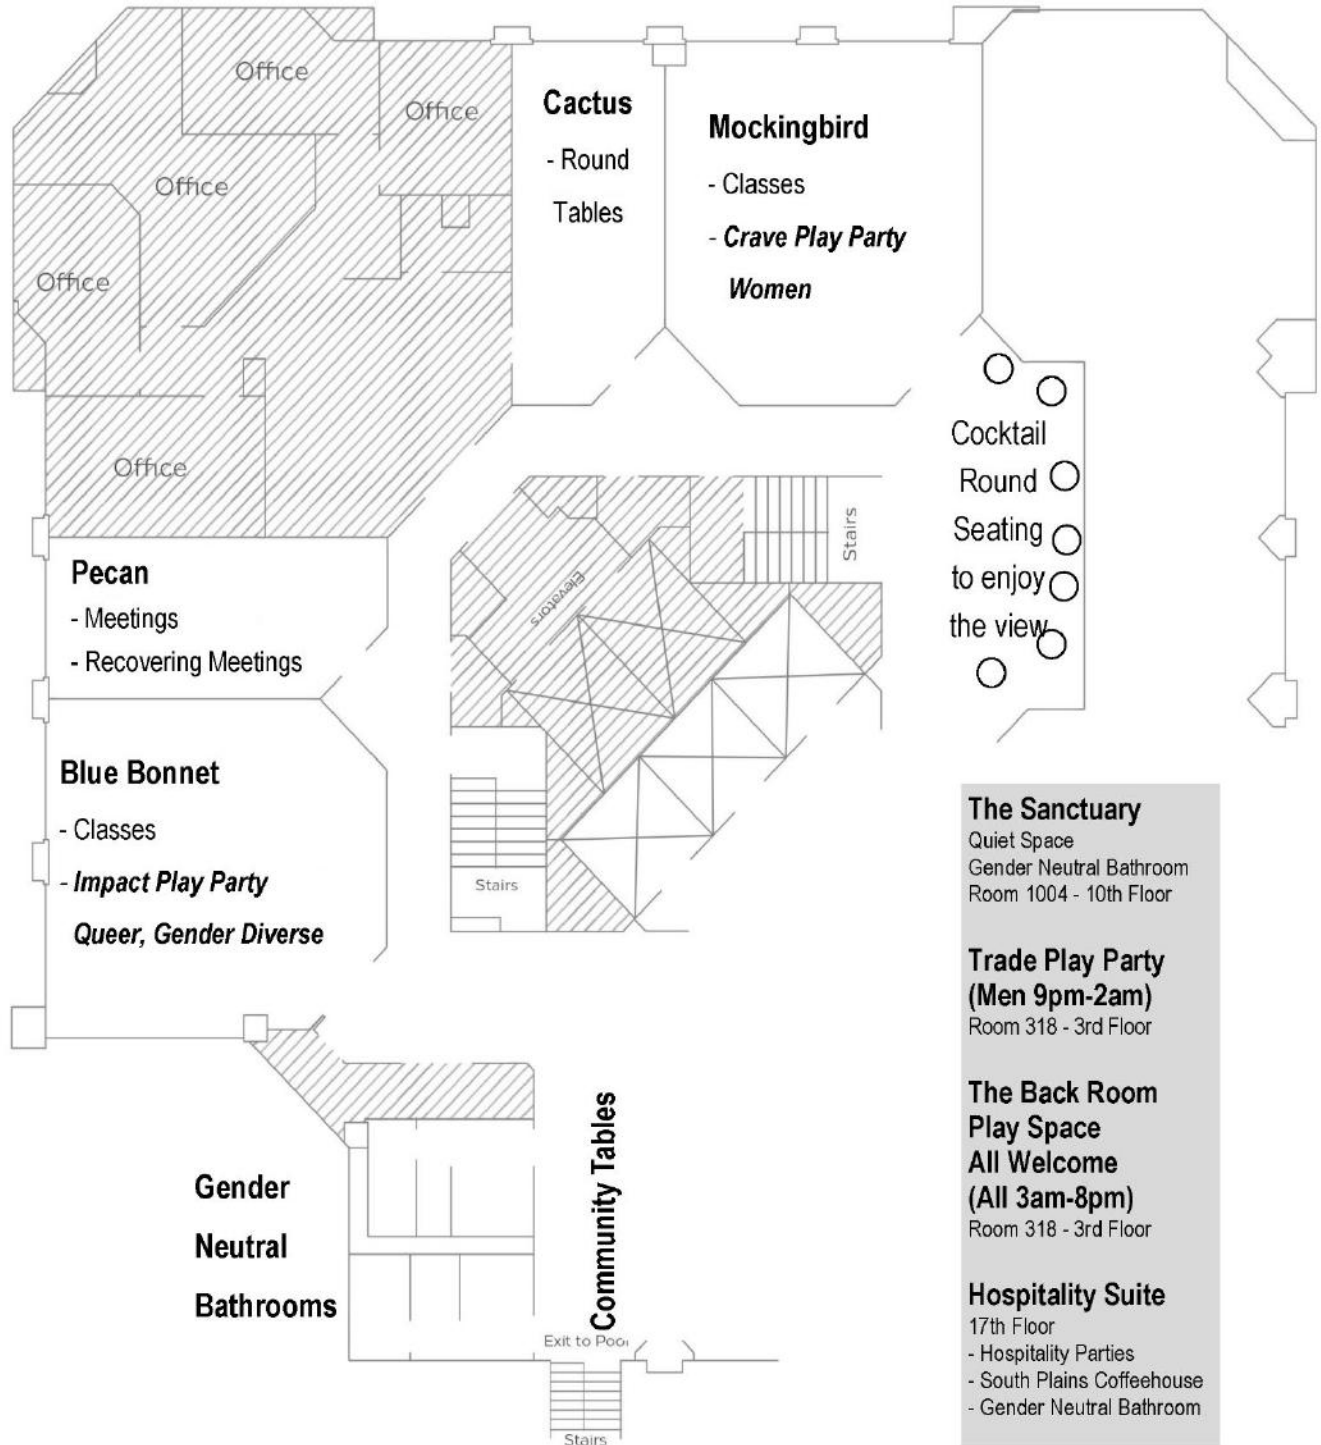 Office
Office
Office
Office
Office
Cactus
- Round
Tables
Mockingbird
- Classes
- Crave Play Party
Women
Cocktail
Round
Seating
to enjoy
the view
Stairs
Elevators
Stairs
Pecan
- Meetings
- Recovering Meetings
Blue Bonnet
- Classes
- Impact Play Party
Queer, Gender Diverse
Gender
Neutral
Bathrooms
Community Tables
Exit to Pool
Stairs
The Sanctuary
Quiet Space
Gender Neutral Bathroom
Room 1004 - 10th Floor
Trade Play Party
(Men 9pm-2am)
Room 318 - 3rd Floor
The Back Room
Play Space
All Welcome
(All 3am-8pm)
Room 318 - 3rd Floor
Hospitality Suite
17th Floor
- Hospitality Parties
- South Plains Coffeehouse
- Gender Neutral Bathroom